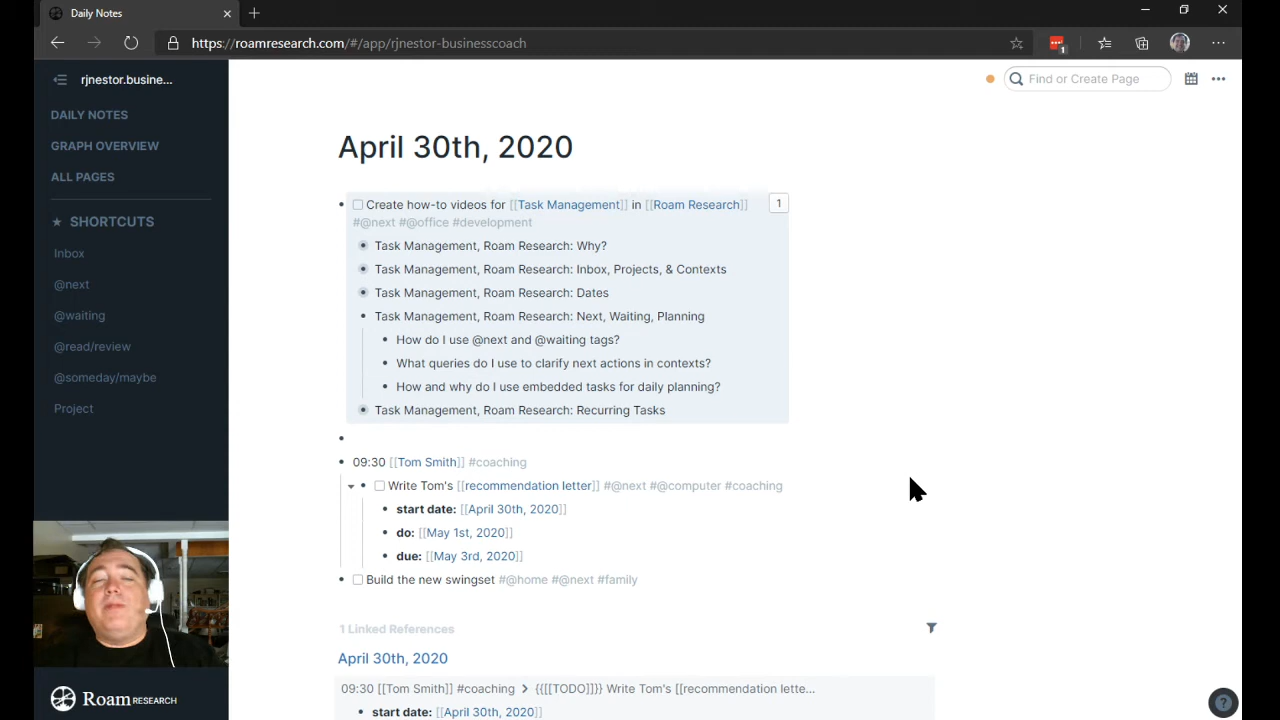 Daily Notes
https://roamresearch.com/#/app/rjnestor-businesscoach
1
rjnestor.busine...
Find or Create Page
DAILY NOTES
GRAPH OVERVIEW
ALL PAGES
★ SHORTCUTS
Inbox
@next
@waiting
@read/review
@someday/maybe
Project
Roam RESEARCH
April 30th, 2020
Create how-to videos for [[Task Management]] in [[Roam Research]]
#@next #@office #development
1
Task Management, Roam Research: Why?
Task Management, Roam Research: Inbox, Projects, & Contexts
Task Management, Roam Research: Dates
Task Management, Roam Research: Next, Waiting, Planning
How do I use @next and @waiting tags?
What queries do I use to clarify next actions in contexts?
How and why do I use embedded tasks for daily planning?
Task Management, Roam Research: Recurring Tasks
09:30 [[Tom Smith]] #coaching
Write Tom's [[recommendation letter]] #@next #@computer #coaching
start date: [[April 30th, 2020]]
do: [[May 1st, 2020]]
due: [[May 3rd, 2020]]
Build the new swingset #@home #@next #family
1 Linked References
April 30th, 2020
09:30 [[Tom Smith]] #coaching > {{[[TODO]]}} Write Tom's [[recommendation lette...
start date: [[April 30th, 2020]]
?